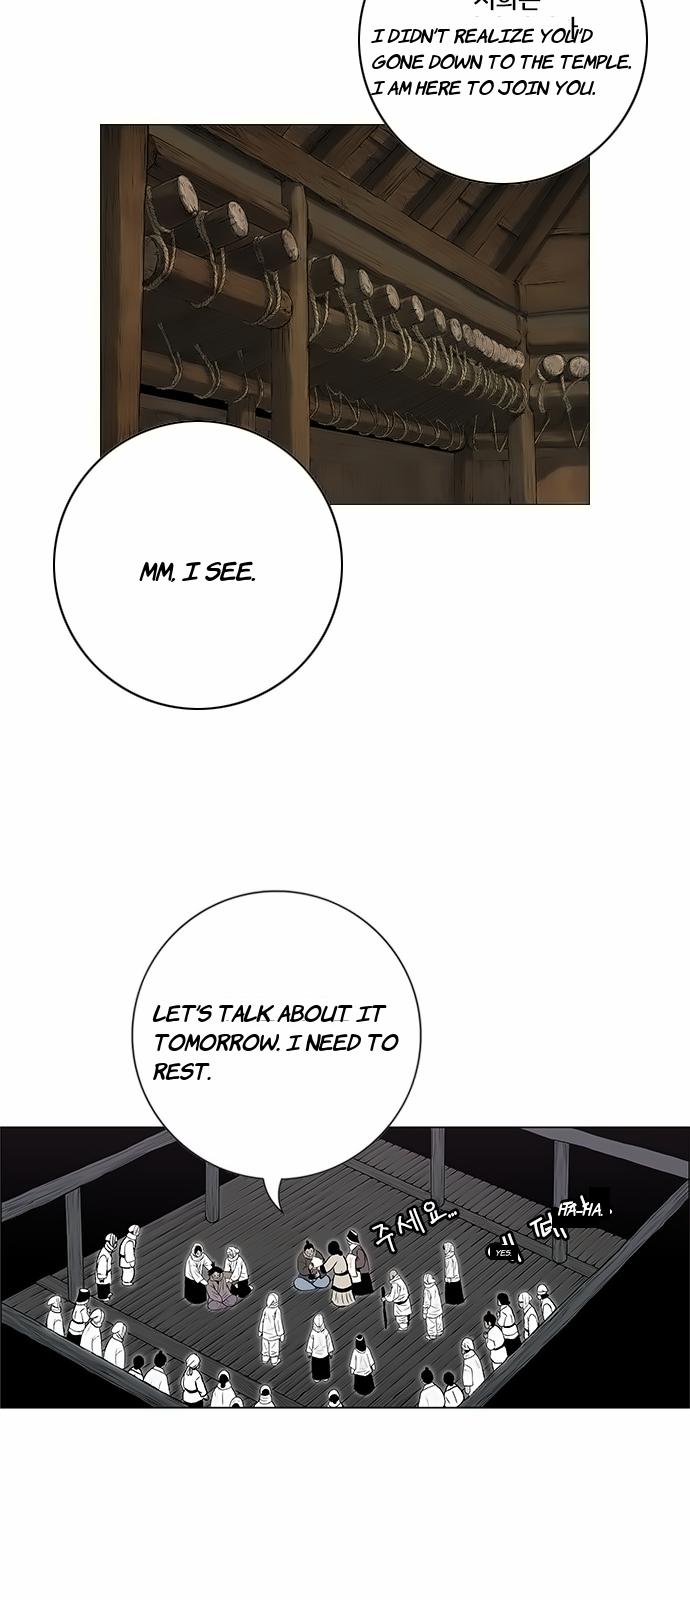 I DIDN'T REALIZE YOU'D
GONE DOWN TO THE TEMPLE.
I AM HERE TO JOIN YOU.
MM, I SEE.
LET'S TALK ABOUT IT
TOMORROW. I NEED TO
REST.
주세요...
YES.
HA-HA.